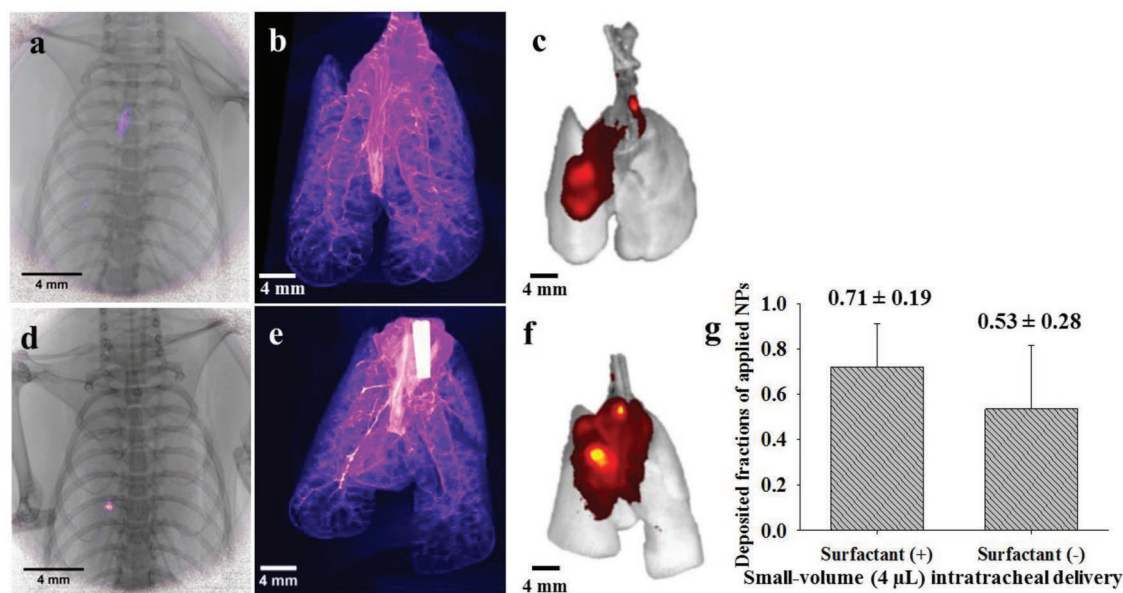 a
4 mm
b
4 mm
c
4 mm
d
4 mm
e
4 mm
f
4 mm
g
Deposited fractions of applied NPs
1.0
0.8
0.6
0.4
0.2
0.0
0.71 ± 0.19
0.53 ± 0.28
Surfactant (+)
Surfactant (-)
Small-volume (4 µL) intratracheal delivery